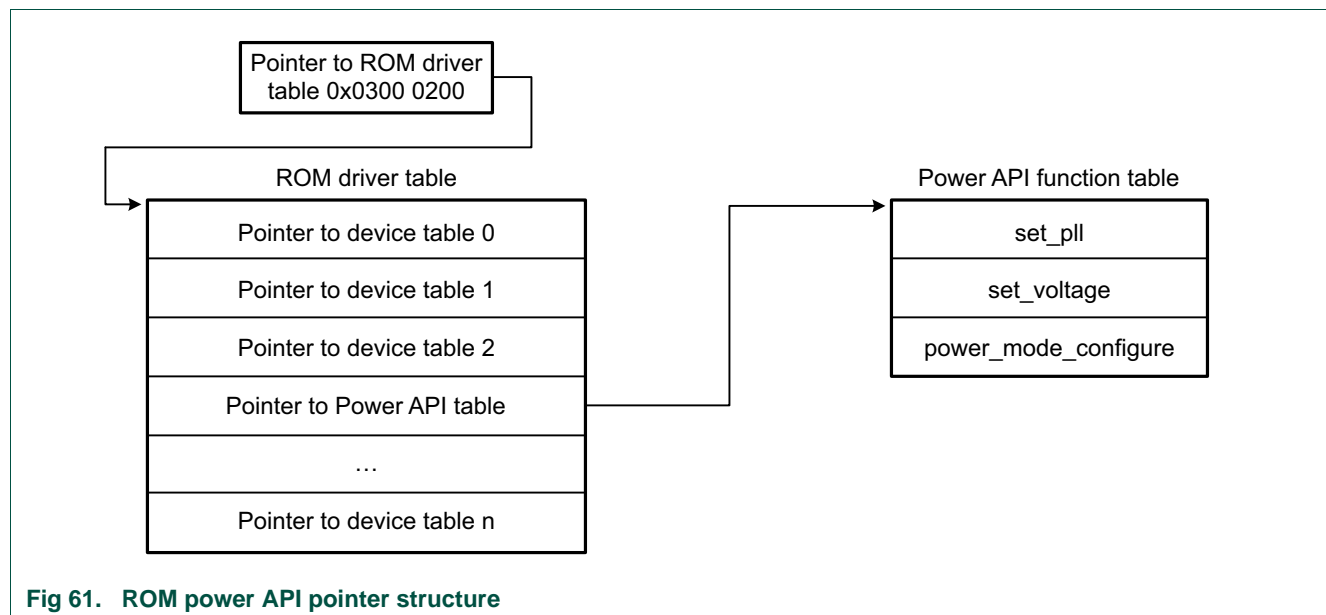 Pointer to ROM driver
table 0x0300 0200
ROM driver table
Pointer to device table 0
Pointer to device table 1
Pointer to device table 2
Pointer to Power API table
…
Pointer to device table n
Power API function table
set_pll
set_voltage
power_mode_configure
Fig 61. ROM power API pointer structure